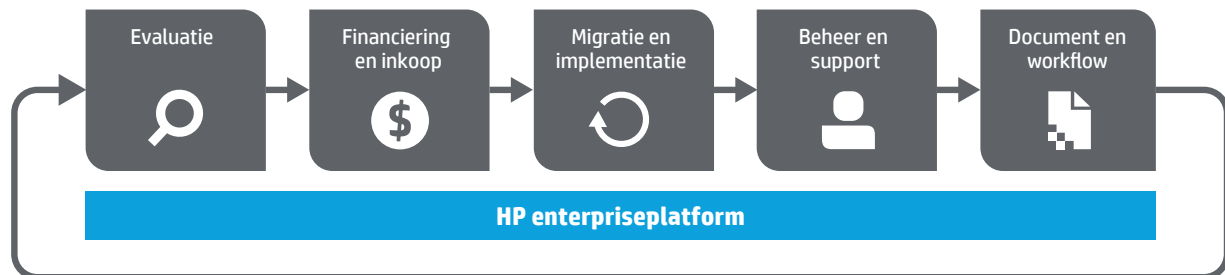 Evaluatie
Financiering
en inkoop
Migratie en
implementatie
Beheer en
support
Document en
workflow
$
HP enterpriseplatform